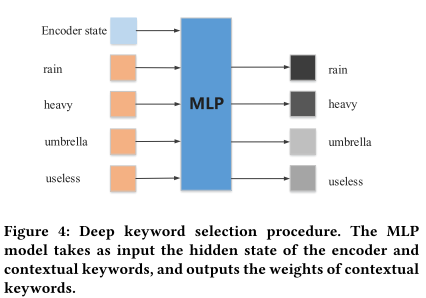 Encoder state
rain
heavy
umbrella
useless
MLP
rain
heavy
umbrella
useless
Figure 4: Deep keyword selection procedure. The MLP
model takes as input the hidden state of the encoder and
contextual keywords, and outputs the weights of contextual
keywords.